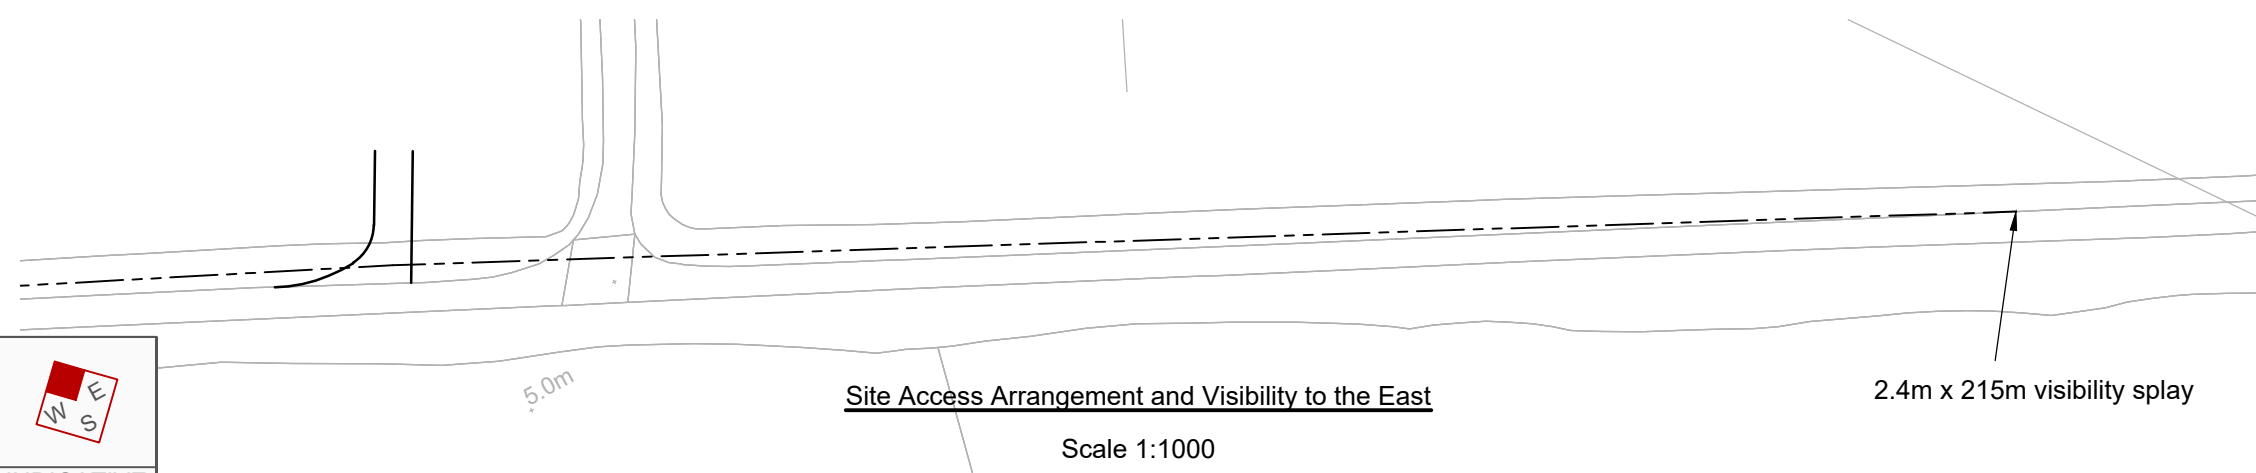 5.0m
Site Access Arrangement and Visibility to the East
Scale 1:1000
2.4m x 215m visibility splay
E
W
S